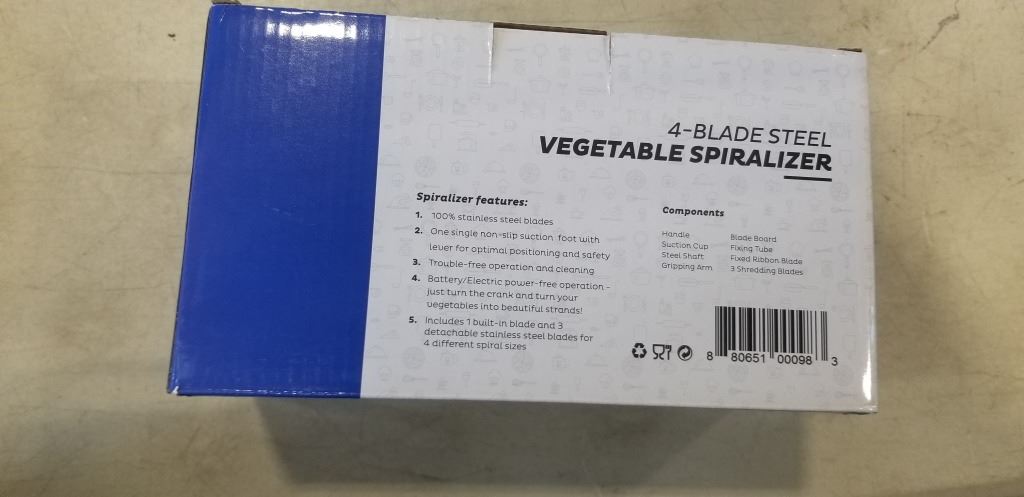 4-BLADE STEEL
VEGETABLE SPIRALIZER
Spiralizer features:
1. 100% stainless steel blades
2. One single non-slip suction foot with
lever for optimal positioning and safety
3. Trouble-free operation and cleaning
4. Battery/Electric power-free operation -
just turn the crank and turn your
vegetables into beautiful strands!
5. Includes 1 built-in blade and 3
detachable stainless steel blades for
4 different spiral sizes
Components
Handle
Suction Cup
Steel Shaft
Gripping Arm
Blade Board
Fixing Tube
Fixed Ribbon Blade
3 Shredding Blades
8 80651 00098 3